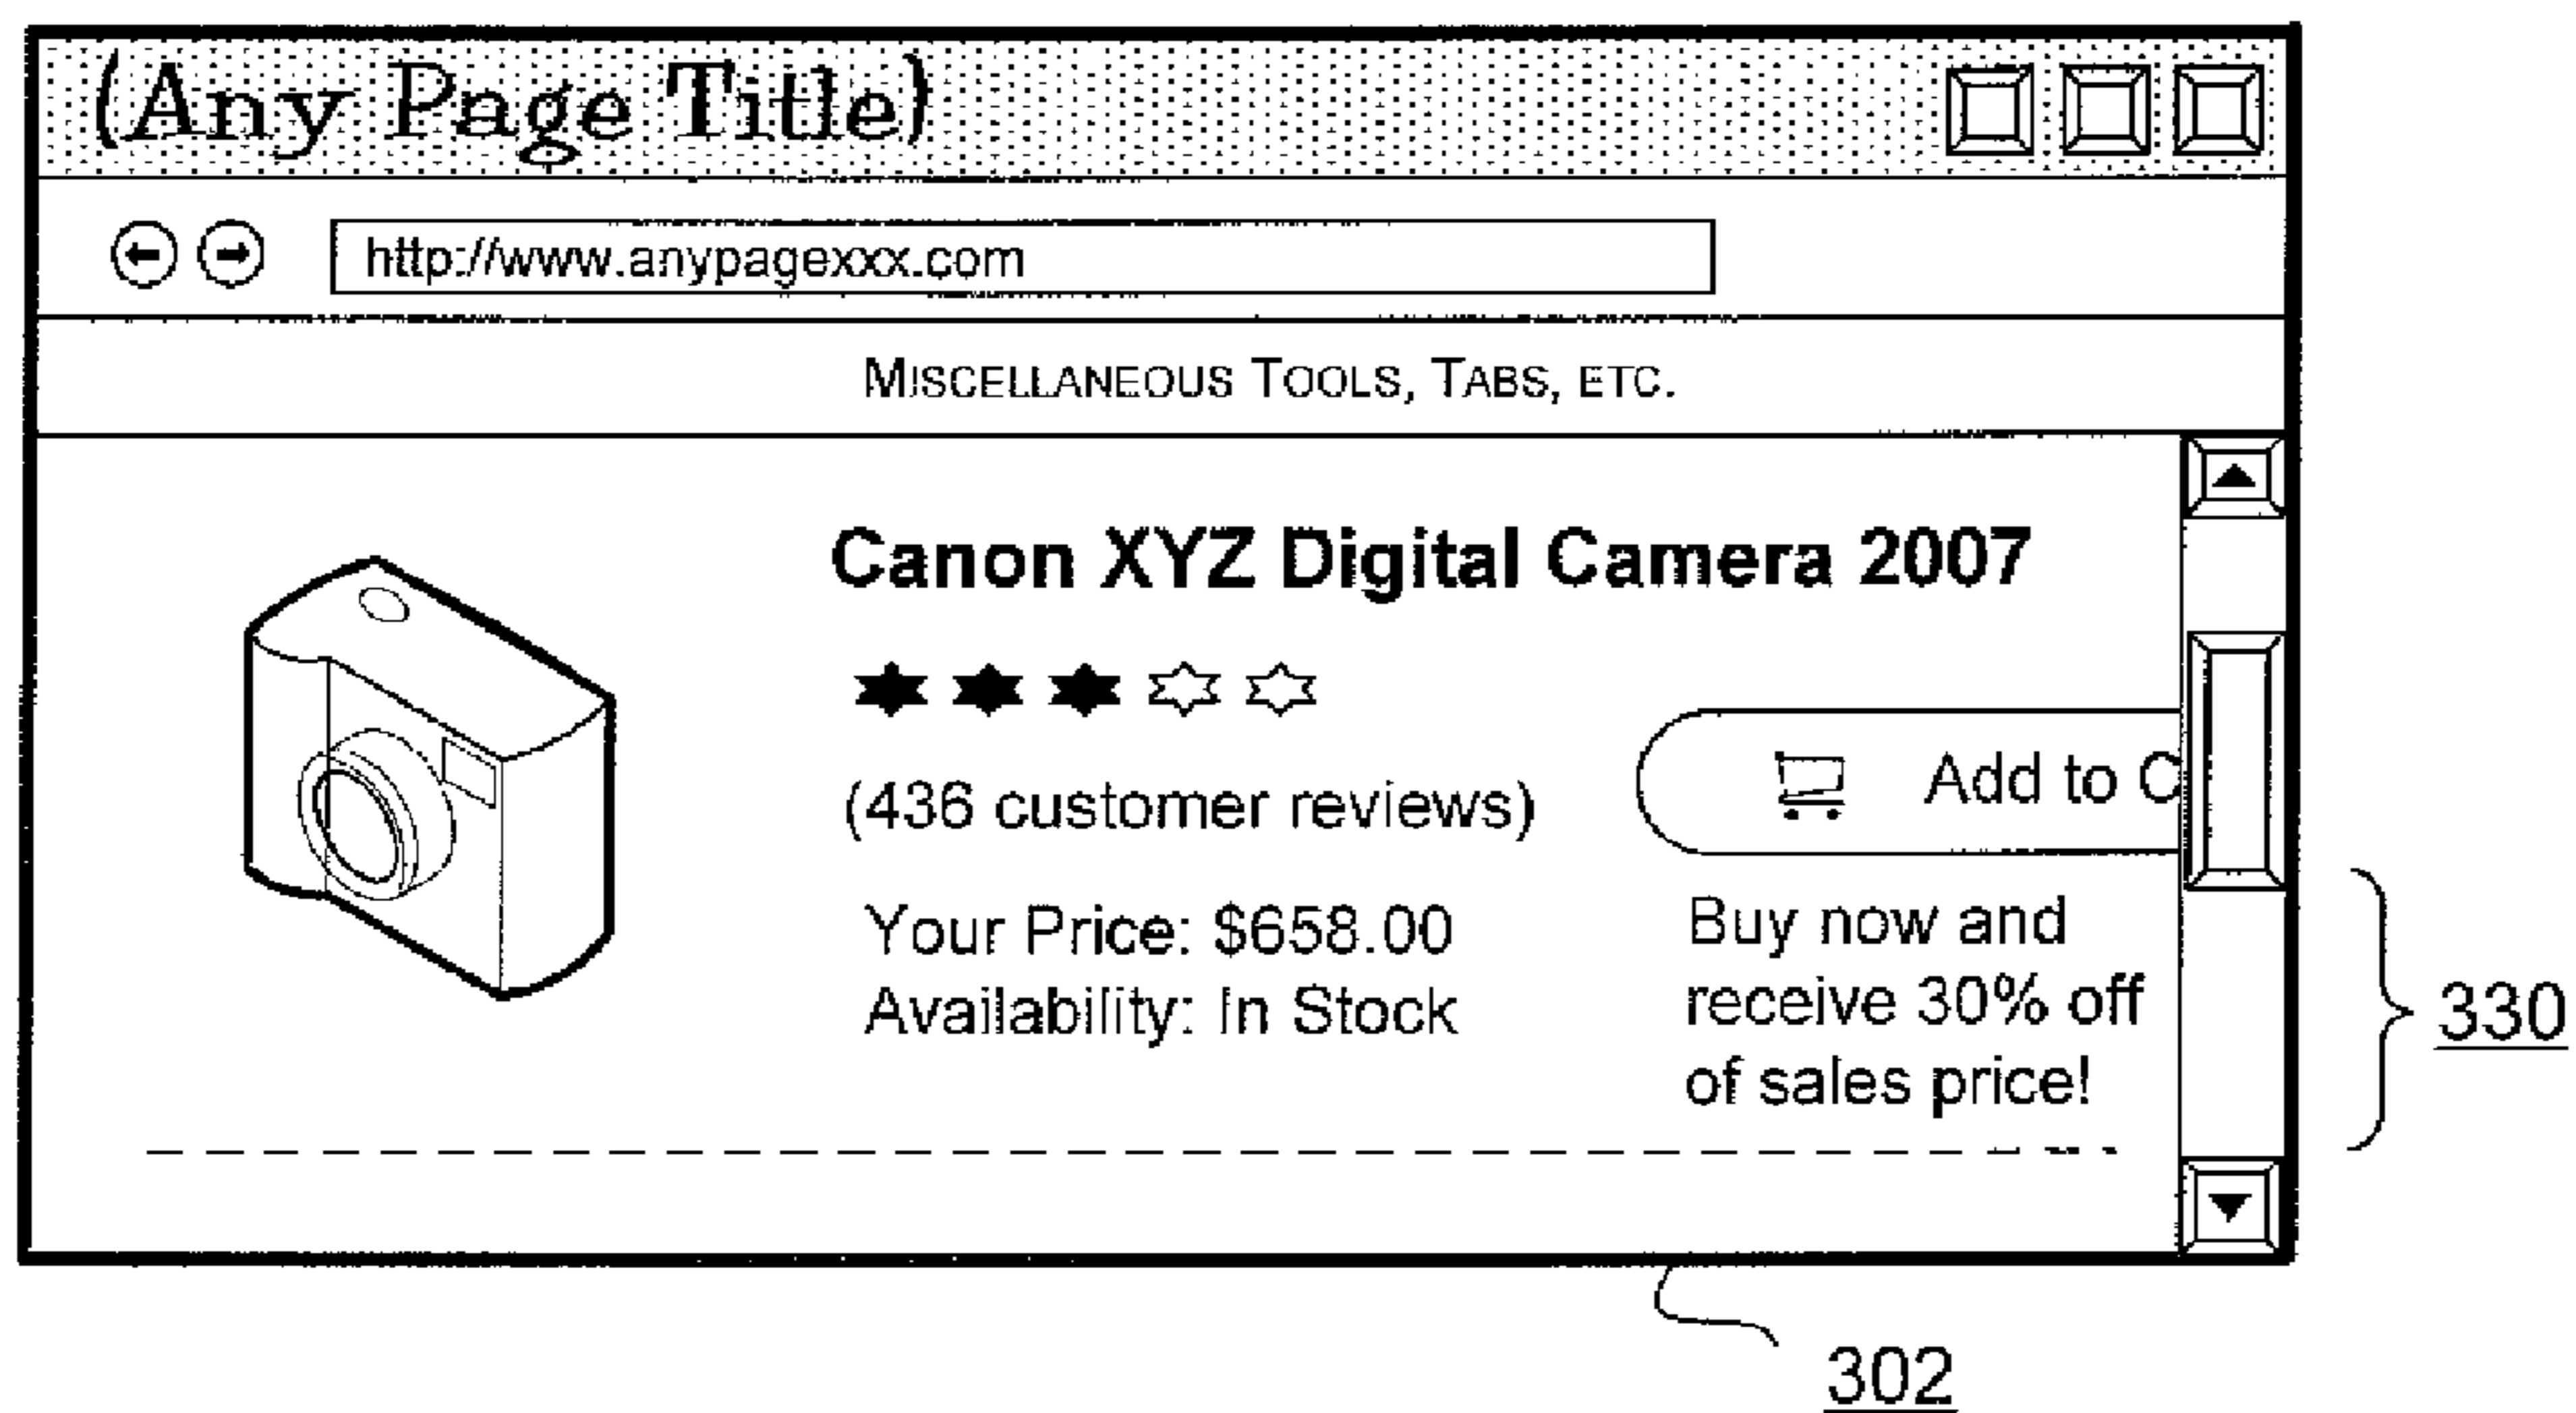 (Any Page Title)
http://www.anypagexxx.com
MISCELLANEOUS TOOLS, TABS, ETC.
Canon XYZ Digital Camera 2007
(436 customer reviews)
Add to C
Your Price: $658.00
Availability: In Stock
Buy now and
receive 30% off
of sales price!
330
302